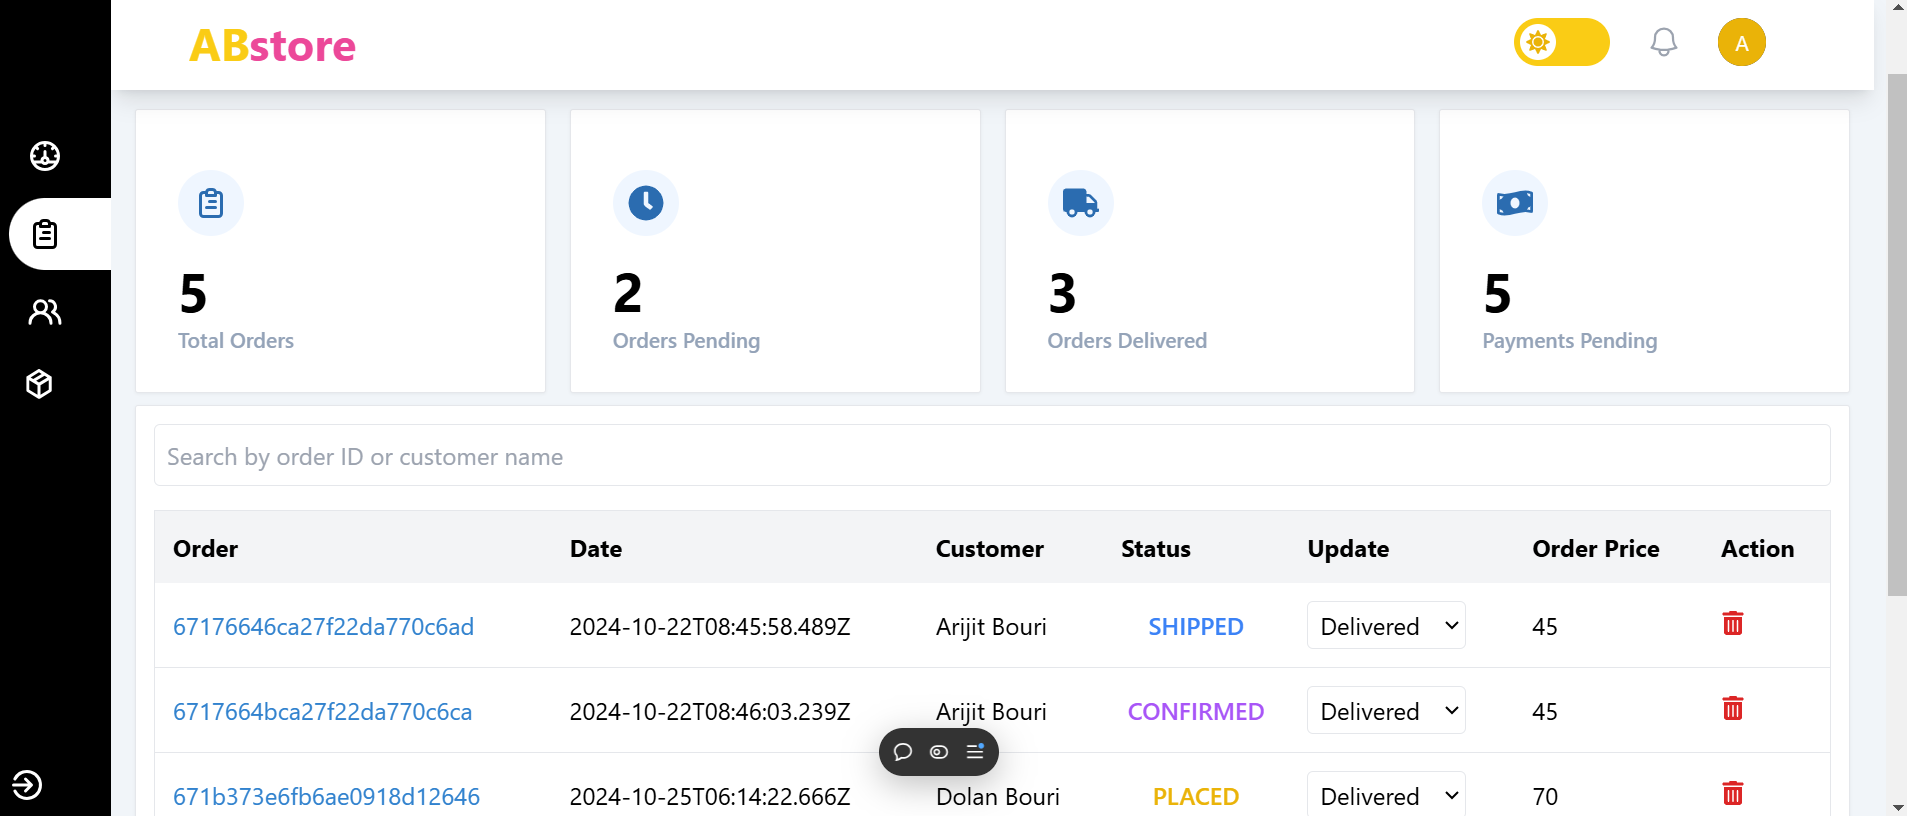 ABstore
A
5
Total Orders
2
Orders Pending
3
Orders Delivered
5
Payments Pending
Search by order ID or customer name
Order Date Customer Status Update Order Price Action
67176646ca27f22da770c6ad 2024-10-22T08:45:58.489Z Arijit Bouri SHIPPED Delivered 45
6717664bca27f22da770c6ca 2024-10-22T08:46:03.239Z Arijit Bouri CONFIRMED Delivered 45
671b373e6fb6ae0918d12646 2024-10-25T06:14:22.666Z Dolan Bouri PLACED Delivered 70